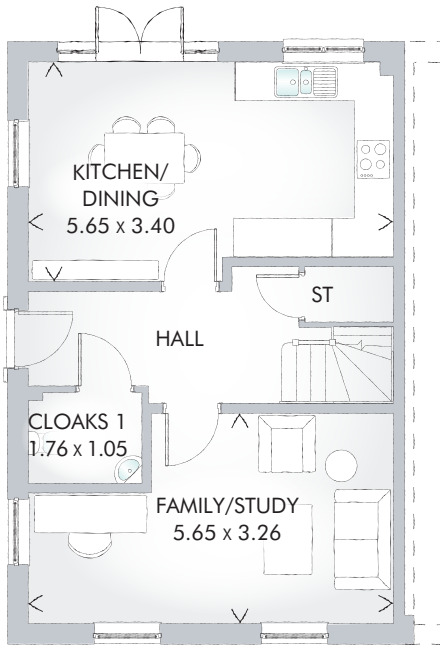 KITCHEN/
DINING
5.65 x 3.40
ST
HALL
CLOAKS 1
1.76 x 1.05
FAMILY/STUDY
5.65 x 3.26